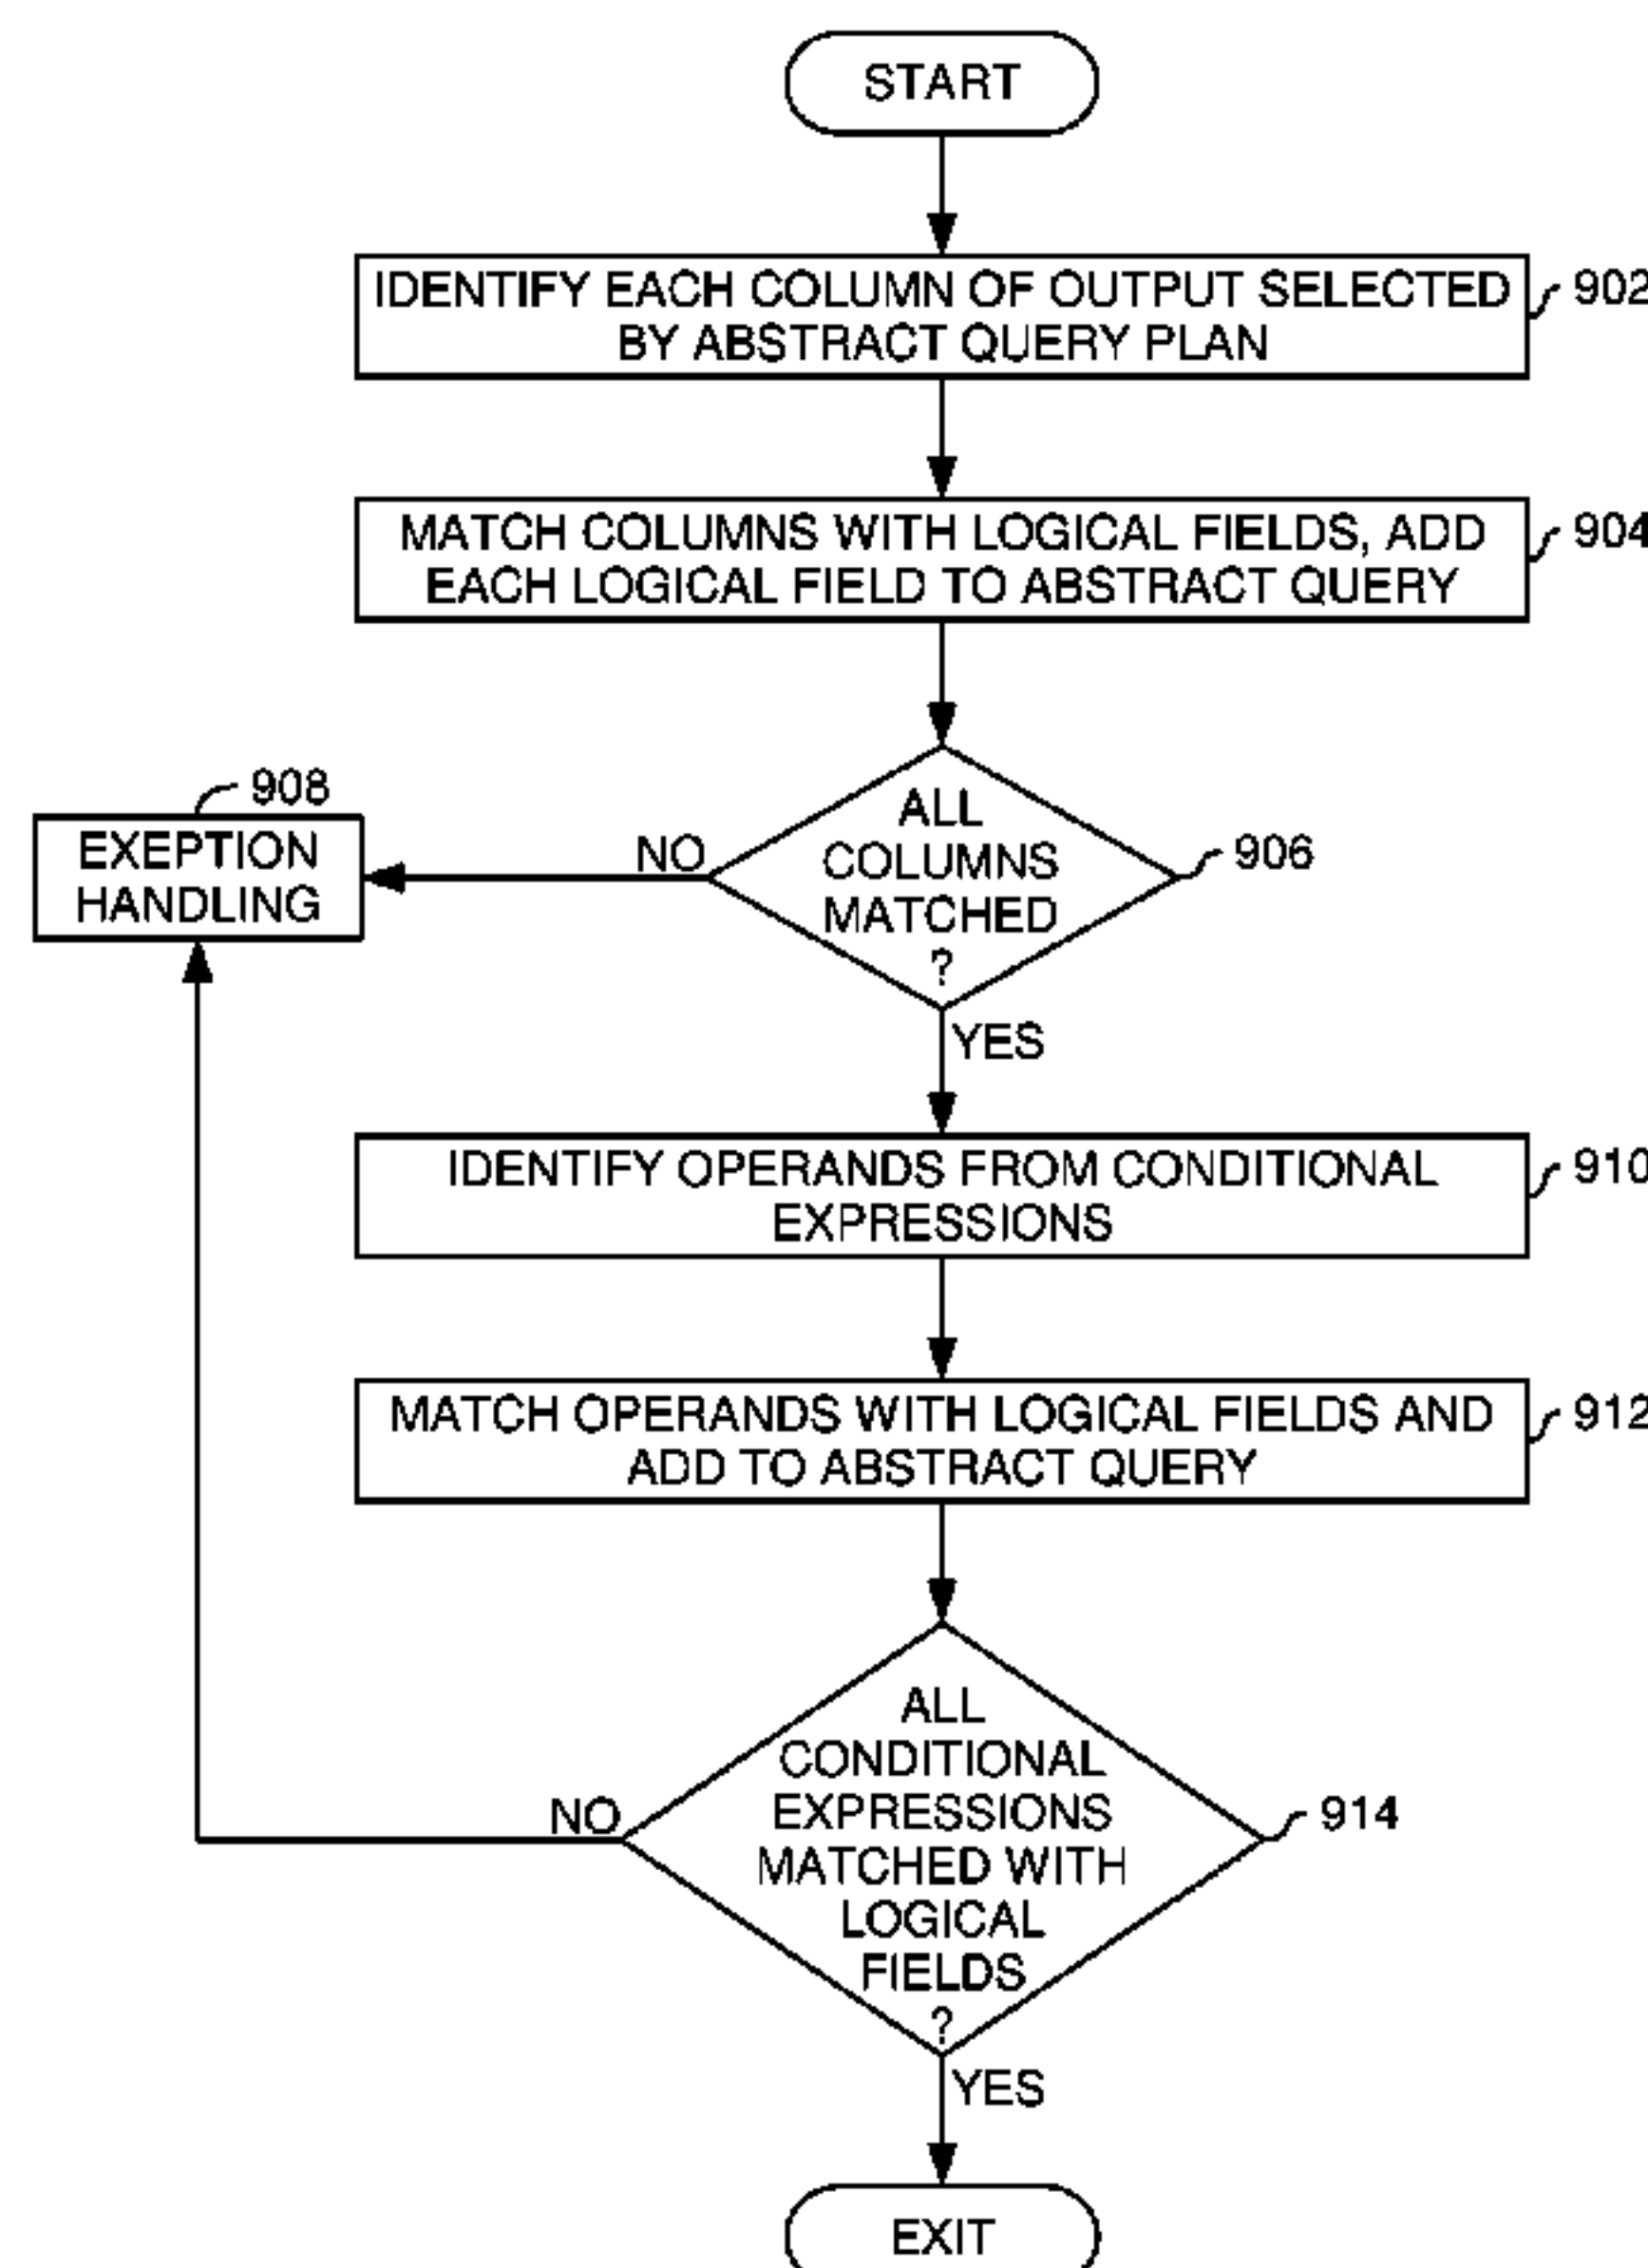 START
IDENTIFY EACH COLUMN OF OUTPUT SELECTED
BY ABSTRACT QUERY PLAN
902
MATCH COLUMNS WITH LOGICAL FIELDS, ADD
EACH LOGICAL FIELD TO ABSTRACT QUERY
904
ALL
COLUMNS
MATCHED
?
906
NO
908
EXEPTION
HANDLING
YES
IDENTIFY OPERANDS FROM CONDITIONAL
EXPRESSIONS
910
MATCH OPERANDS WITH LOGICAL FIELDS AND
ADD TO ABSTRACT QUERY
912
ALL
CONDITIONAL
EXPRESSIONS
MATCHED WITH
LOGICAL
FIELDS
?
914
NO
YES
EXIT